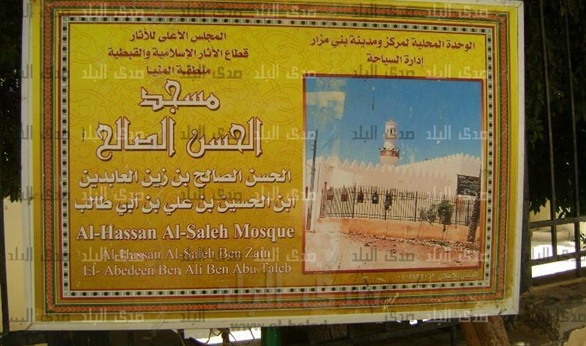 المجلس الاعلى للآثار
قطاع الآثار الاسلامية والقبطية
منطقة المنيا
الوحدة المحلية لمركز ومدينة بني مزار
إدارة السياحة
مسجد
الحسن الصالح
الحسن الصالح بن زين العابدين
ابن الحسين بن علي بن أبي طالب
Al-Hassan Al-Saleh Mosque
Al-Hassan Al-Saleh Ben Zain
El- Abedeen Ben Ali Ben Abu Taleb
صدى البلد